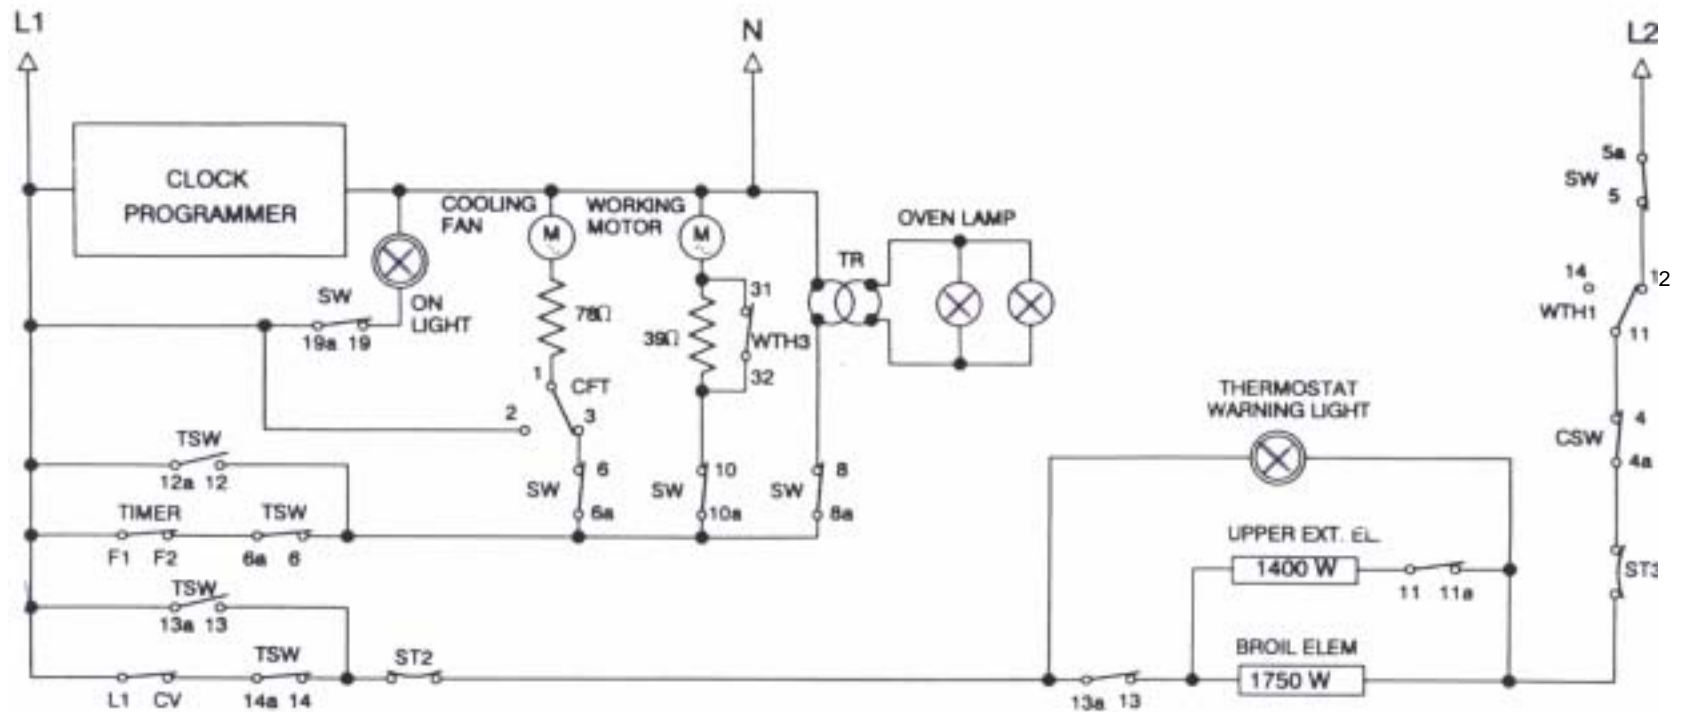 L1
N
L2
CLOCK
PROGRAMMER
COOLING
FAN
M
~
WORKING
MOTOR
M
~
OVEN LAMP
TR
5a
SW
5
14
12
WTH1
11
SW
19a 19
ON
LIGHT
78Ω
31
39Ω
WTH3
32
1
CFT
2
3
THERMOSTAT
WARNING LIGHT
4
CSW
4a
TSW
12a 12
6
SW
6a
10
SW
10a
8
SW
8a
TIMER
F1 F2
TSW
6a 6
UPPER EXT. EL.
1400 W
11 11a
ST3
TSW
13a 13
L1 CV
TSW
14a 14
ST2
13a 13
BROIL ELEM
1750 W